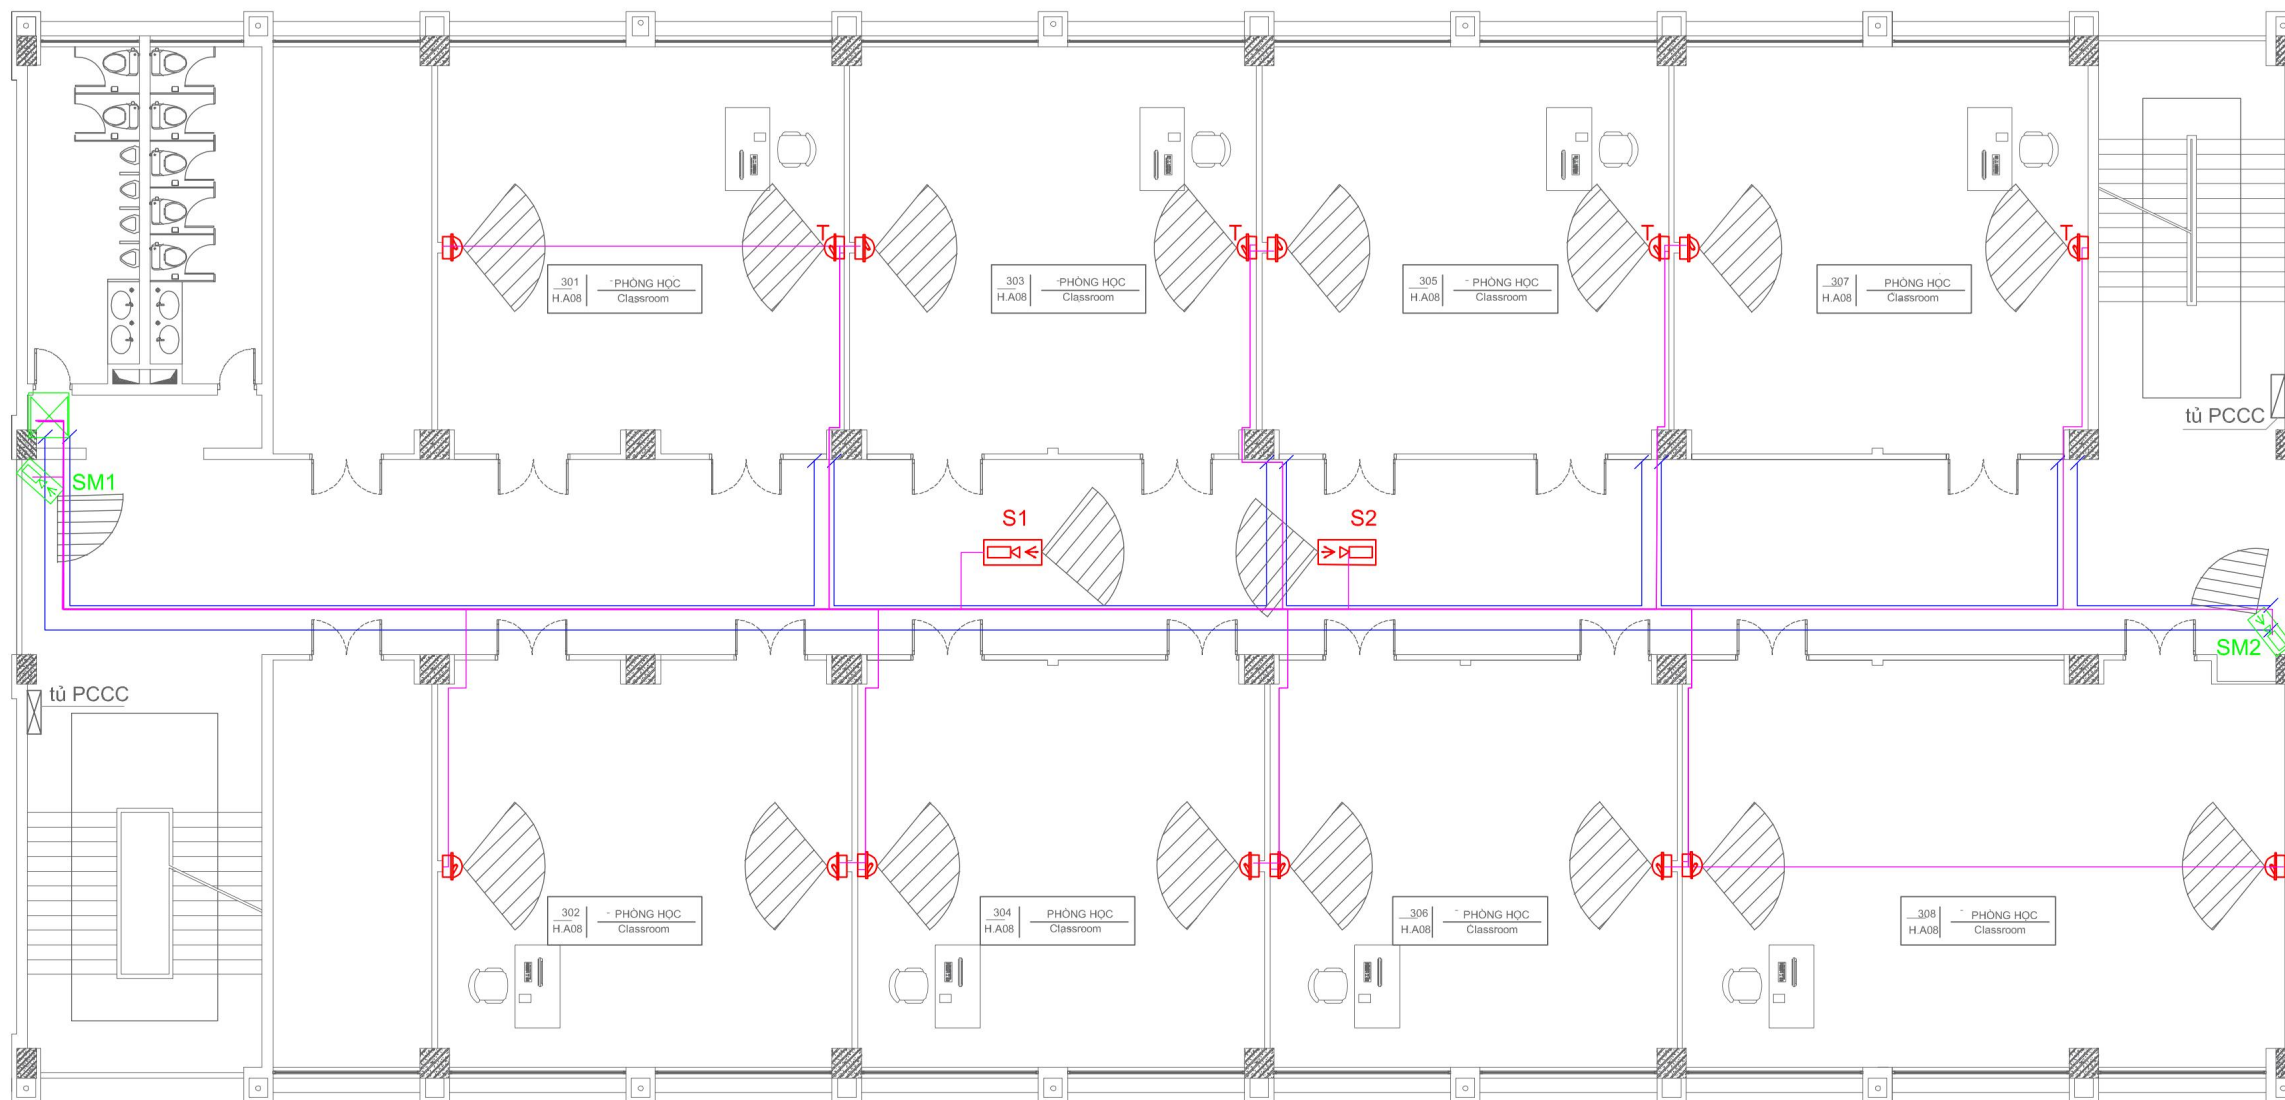 T
T
T
T
301
PHÒNG HỌC
H.A08
Classroom
303
PHÒNG HỌC
H.A08
Classroom
305
PHÒNG HỌC
H.A08
Classroom
307
PHÒNG HỌC
H.A08
Classroom
tủ PCCC
SM1
S1
S2
SM2
tủ PCCC
302
PHÒNG HỌC
H.A08
Classroom
304
PHÒNG HỌC
H.A08
Classroom
306
PHÒNG HỌC
H.A08
Classroom
308
PHÒNG HỌC
H.A08
Classroom